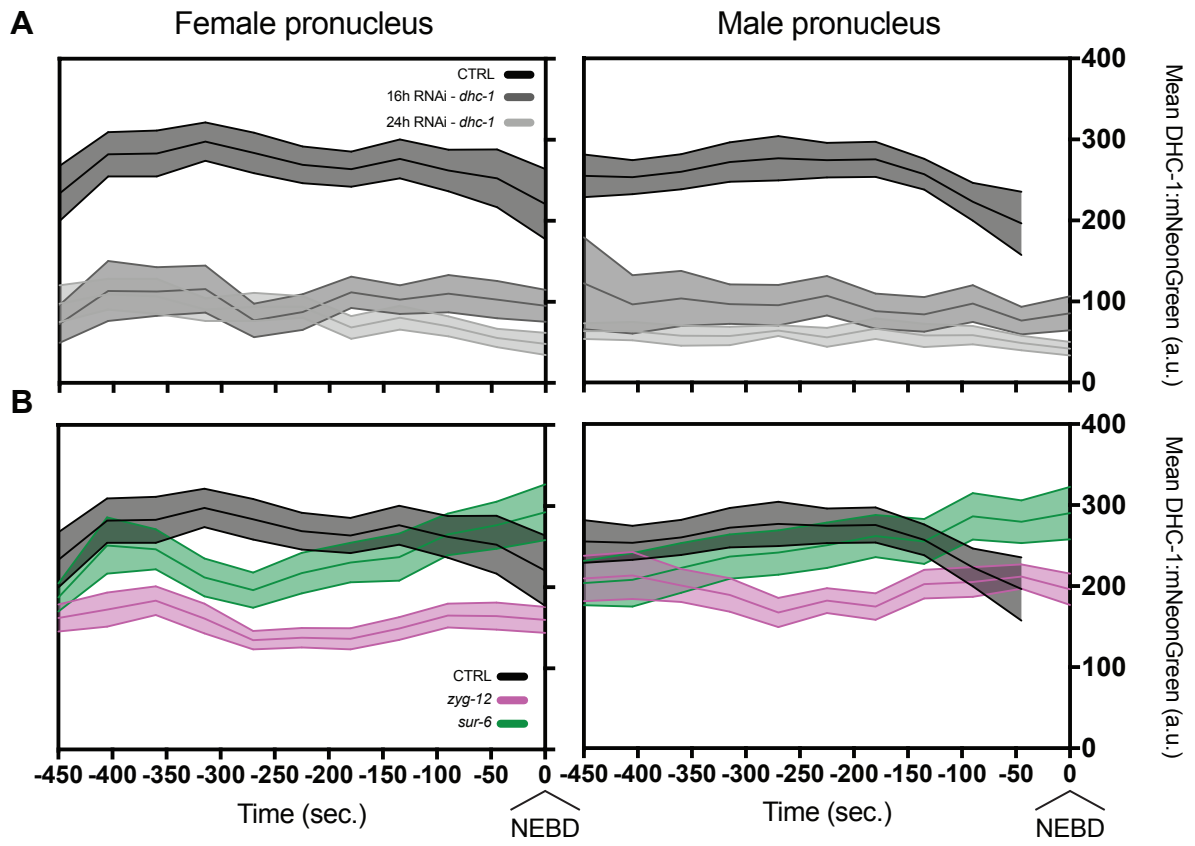 A
Female pronucleus
Male pronucleus
CTRL
16h RNAi - dhc-1
24h RNAi - dhc-1
400
300
200
100
0
Mean DHC-1:mNeonGreen (a.u.)
B
CTRL
zyg-12
sur-6
400
300
200
100
0
Mean DHC-1:mNeonGreen (a.u.)
-450 -400 -350 -300 -250 -200 -150 -100 -50 0
-450 -400 -350 -300 -250 -200 -150 -100 -50 0
Time (sec.)
NEBD
Time (sec.)
NEBD